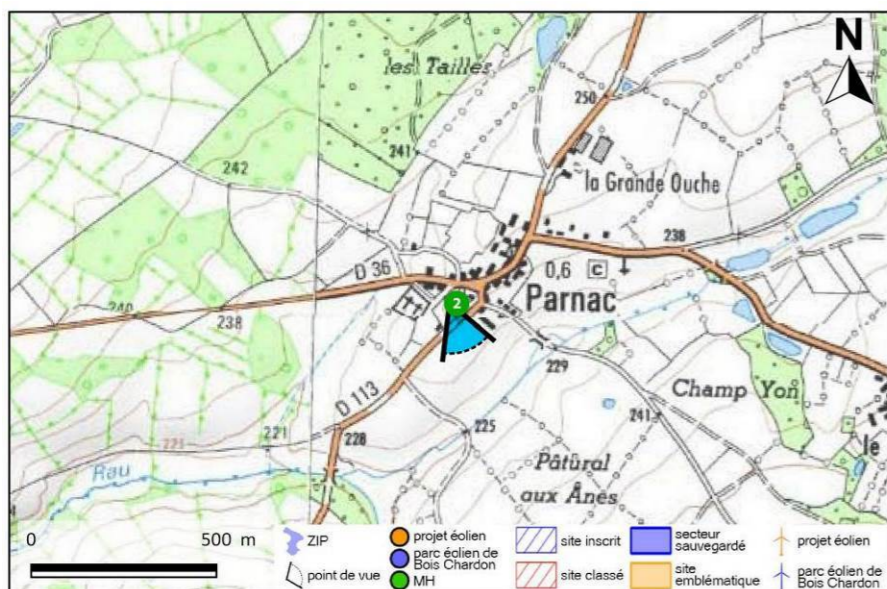 N
les Tailles
250
241
242
la Grande Ouche
238
D 36
0,6 C
2
Parnac
240
238
229
Champ Yon
D 113
241
221
221
228
225
le
Rau
Pâtural
aux Anes
0 500 m
ZIP
point de vue
projet éolien
parc éolien de
Bois Chardon
MH
site inscrit
site classé
secteur
sauvegardé
site
emblématique
projet éolien
parc éolien de
Bois Chardon